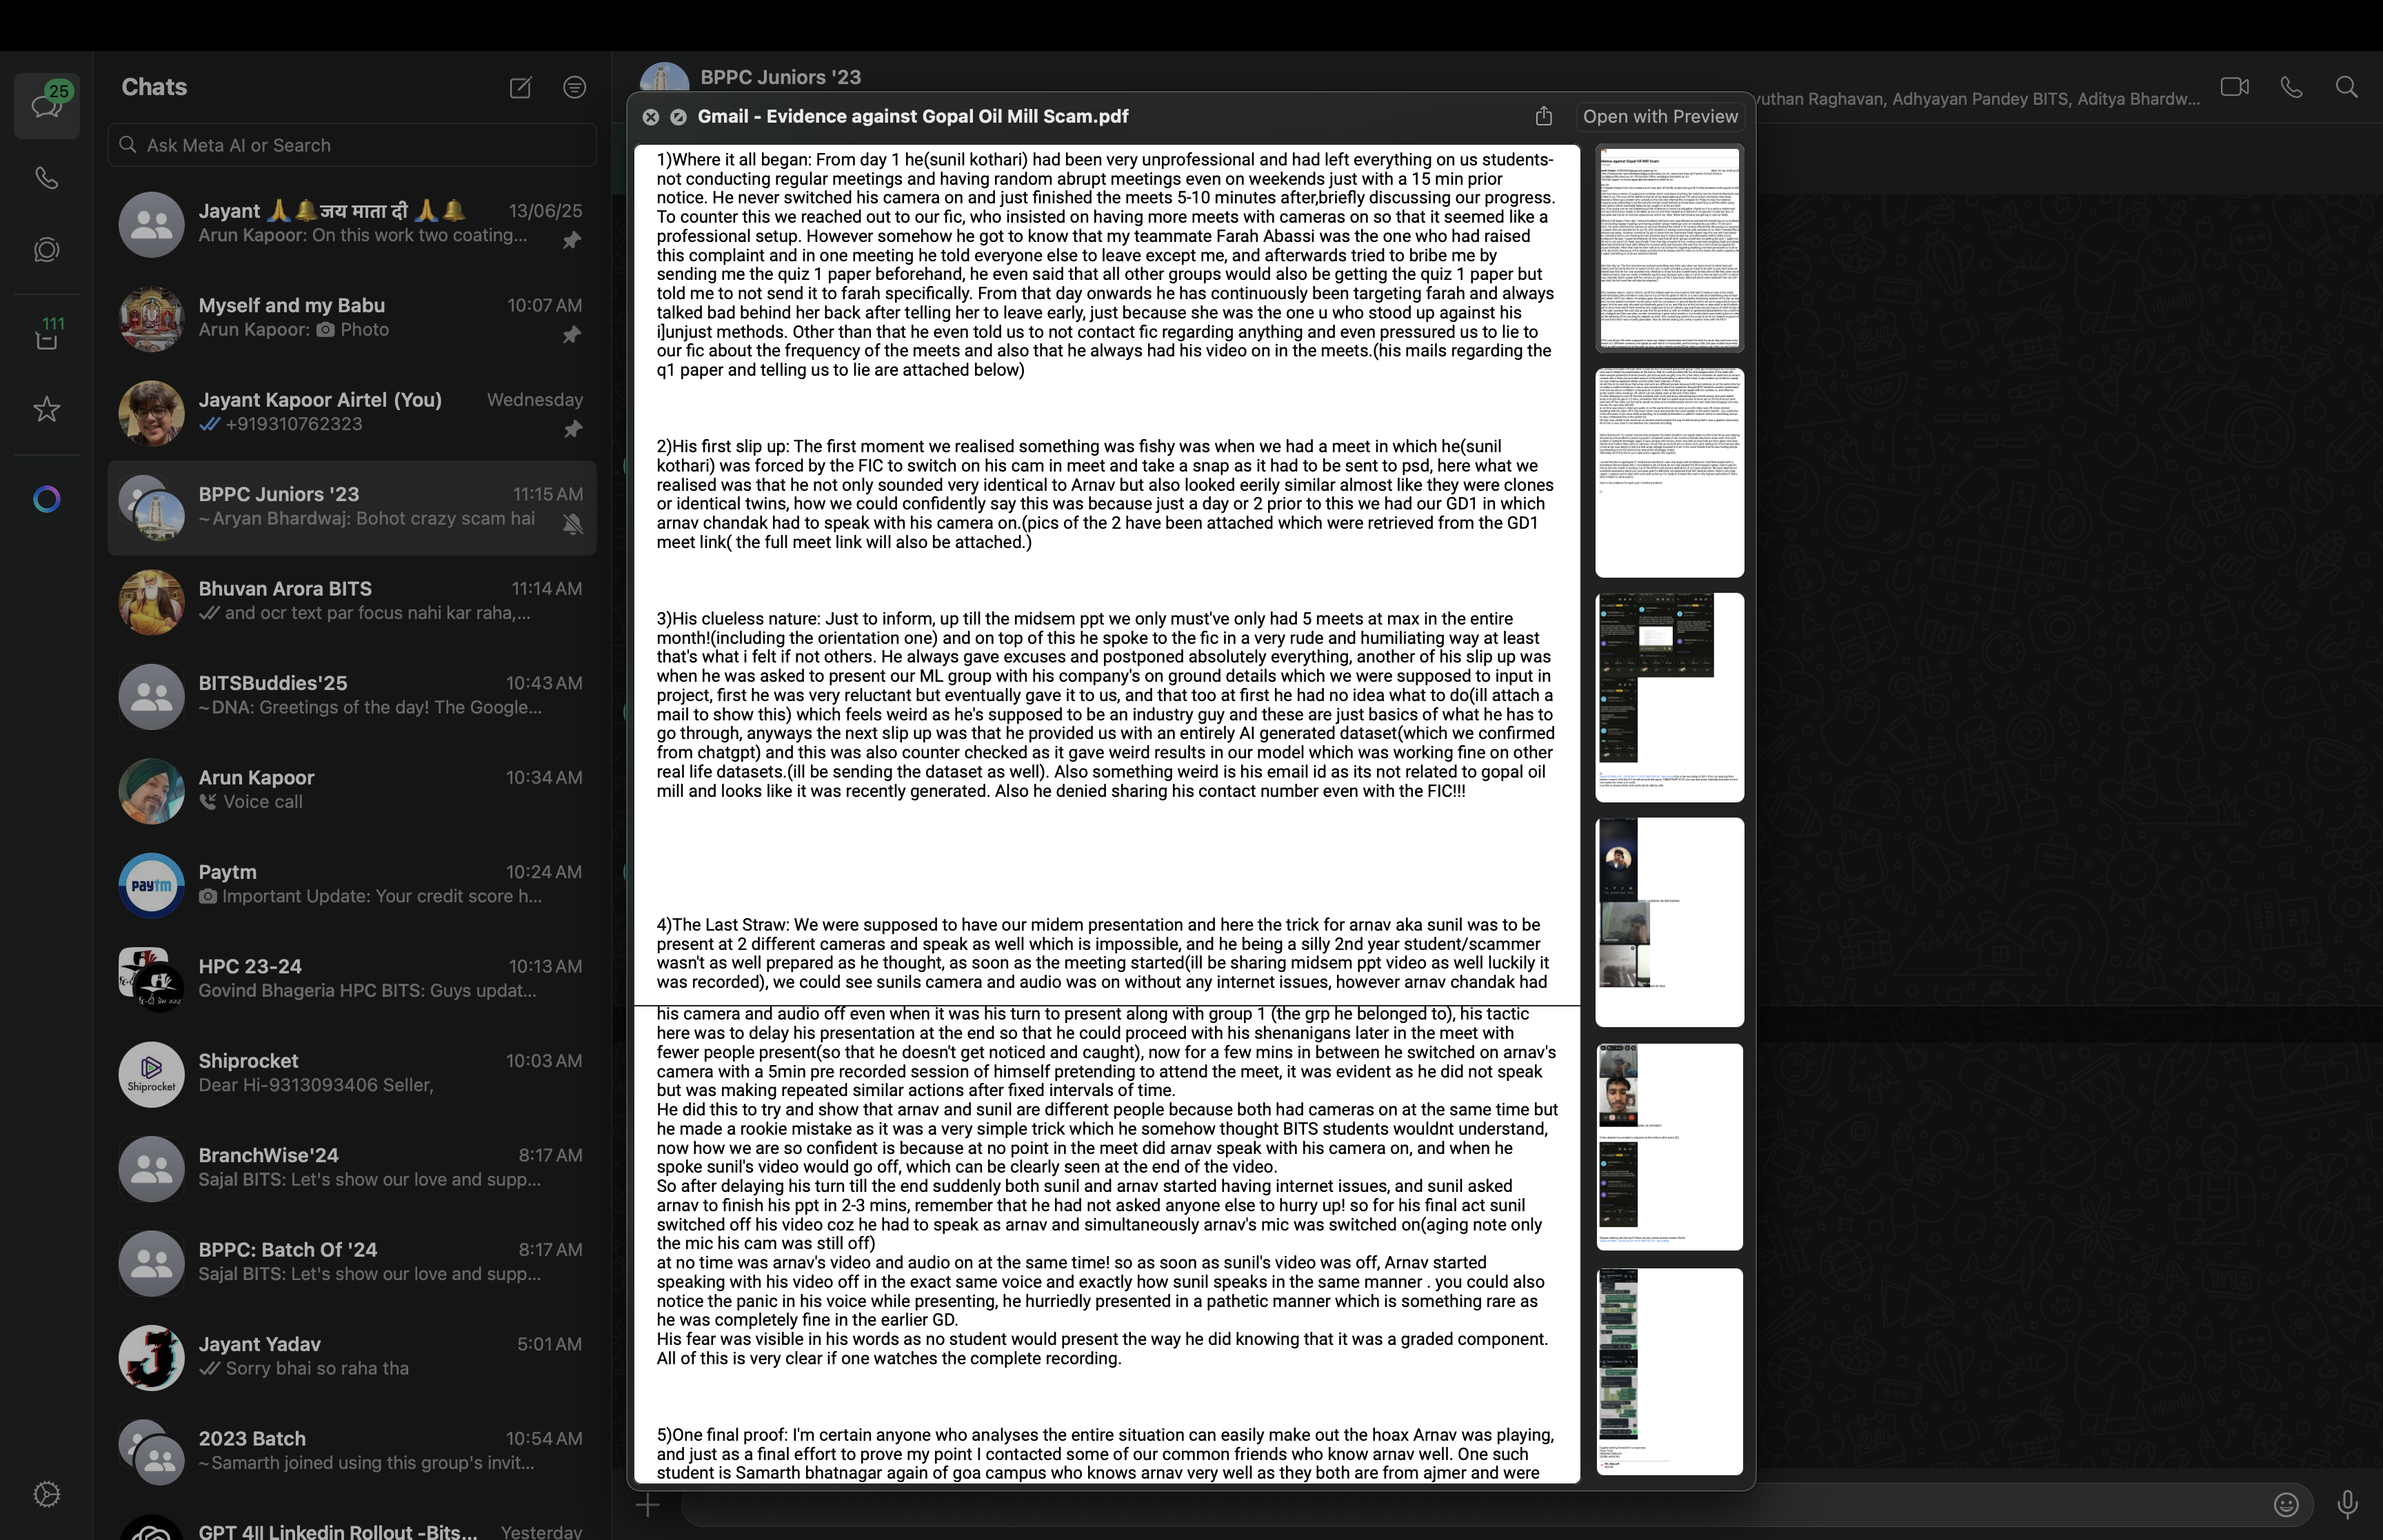 25
111
Chats
Ask Meta AI or Search
Jayant 🙏🔔जय माता दी 🙏🔔
13/06/25
Arun Kapoor: On this work two coating...
Myself and my Babu
10:07 AM
Arun Kapoor: Photo
Jayant Kapoor Airtel (You)
Wednesday
+919310762323
BPPC Juniors '23
11:15 AM
~ Aryan Bhardwaj: Bohot crazy scam hai
Bhuvan Arora BITS
11:14 AM
and ocr text par focus nahi kar raha,...
BITSBuddies'25
10:43 AM
~ DNA: Greetings of the day! The Google...
Arun Kapoor
10:34 AM
Voice call
Paytm
10:24 AM
Important Update: Your credit score h...
HPC 23-24
10:13 AM
Govind Bhageria HPC BITS: Guys updat...
Shiprocket
10:03 AM
Dear Hi-9313093406 Seller,
BranchWise'24
8:17 AM
Sajal BITS: Let's show our love and supp...
BPPC: Batch Of '24
8:17 AM
Sajal BITS: Let's show our love and supp...
Jayant Yadav
5:01 AM
Sorry bhai so raha tha
2023 Batch
10:54 AM
~ Samarth joined using this group's invit...
GPT 4|| Linkedin Rollout -Bits...
Yesterday
BPPC Juniors '23
vuthan Raghavan, Adhyayan Pandey BITS, Aditya Bhardw...
Gmail - Evidence against Gopal Oil Mill Scam.pdf
Open with Preview
1)Where it all began: From day 1 he(sunil kothari) had been very unprofessional and had left everything on us students-
not conducting regular meetings and having random abrupt meetings even on weekends just with a 15 min prior
notice. He never switched his camera on and just finished the meets 5-10 minutes after,briefly discussing our progress.
To counter this we reached out to our fic, who insisted on having more meets with cameras on so that it seemed like a
professional setup. However somehow he got to know that my teammate Farah Abassi was the one who had raised
this complaint and in one meeting he told everyone else to leave except me, and afterwards tried to bribe me by
sending me the quiz 1 paper beforehand, he even said that all other groups would also be getting the quiz 1 paper but
told me to not send it to farah specifically. From that day onwards he has continuously been targeting farah and always
talked bad behind her back after telling her to leave early, just because she was the one u who stood up against his
i]unjust methods. Other than that he even told us to not contact fic regarding anything and even pressured us to lie to
our fic about the frequency of the meets and also that he always had his video on in the meets.(his mails regarding the
q1 paper and telling us to lie are attached below)
2)His first slip up: The first moment we realised something was fishy was when we had a meet in which he(sunil
kothari) was forced by the FIC to switch on his cam in meet and take a snap as it had to be sent to psd, here what we
realised was that he not only sounded very identical to Arnav but also looked eerily similar almost like they were clones
or identical twins, how we could confidently say this was because just a day or 2 prior to this we had our GD1 in which
arnav chandak had to speak with his camera on.(pics of the 2 have been attached which were retrieved from the GD1
meet link( the full meet link will also be attached.)
3)His clueless nature: Just to inform, up till the midsem ppt we only must've only had 5 meets at max in the entire
month!(including the orientation one) and on top of this he spoke to the fic in a very rude and humiliating way at least
that's what i felt if not others. He always gave excuses and postponed absolutely everything, another of his slip up was
when he was asked to present our ML group with his company's on ground details which we were supposed to input in
project, first he was very reluctant but eventually gave it to us, and that too at first he had no idea what to do(ill attach a
mail to show this) which feels weird as he's supposed to be an industry guy and these are just basics of what he has to
go through, anyways the next slip up was that he provided us with an entirely AI generated dataset(which we confirmed
from chatgpt) and this was also counter checked as it gave weird results in our model which was working fine on other
real life datasets.(ill be sending the dataset as well). Also something weird is his email id as its not related to gopal oil
mill and looks like it was recently generated. Also he denied sharing his contact number even with the FIC!!!
4)The Last Straw: We were supposed to have our midem presentation and here the trick for arnav aka sunil was to be
present at 2 different cameras and speak as well which is impossible, and he being a silly 2nd year student/scammer
wasn't as well prepared as he thought, as soon as the meeting started(ill be sharing midsem ppt video as well luckily it
was recorded), we could see sunils camera and audio was on without any internet issues, however arnav chandak had
his camera and audio off even when it was his turn to present along with group 1 (the grp he belonged to), his tactic
here was to delay his presentation at the end so that he could proceed with his shenanigans later in the meet with
fewer people present(so that he doesn't get noticed and caught), now for a few mins in between he switched on arnav's
camera with a 5min pre recorded session of himself pretending to attend the meet, it was evident as he did not speak
but was making repeated similar actions after fixed intervals of time.
He did this to try and show that arnav and sunil are different people because both had cameras on at the same time but
he made a rookie mistake as it was a very simple trick which he somehow thought BITS students wouldnt understand,
now how we are so confident is because at no point in the meet did arnav speak with his camera on, and when he
spoke sunil's video would go off, which can be clearly seen at the end of the video.
So after delaying his turn till the end suddenly both sunil and arnav started having internet issues, and sunil asked
arnav to finish his ppt in 2-3 mins, remember that he had not asked anyone else to hurry up! so for his final act sunil
switched off his video coz he had to speak as arnav and simultaneously arnav's mic was switched on(aging note only
the mic his cam was still off)
at no time was arnav's video and audio on at the same time! so as soon as sunil's video was off, Arnav started
speaking with his video off in the exact same voice and exactly how sunil speaks in the same manner . you could also
notice the panic in his voice while presenting, he hurriedly presented in a pathetic manner which is something rare as
he was completely fine in the earlier GD.
His fear was visible in his words as no student would present the way he did knowing that it was a graded component.
All of this is very clear if one watches the complete recording.
5)One final proof: I'm certain anyone who analyses the entire situation can easily make out the hoax Arnav was playing,
and just as a final effort to prove my point I contacted some of our common friends who know arnav well. One such
student is Samarth bhatnagar again of goa campus who knows arnav very well as they both are from ajmer and were